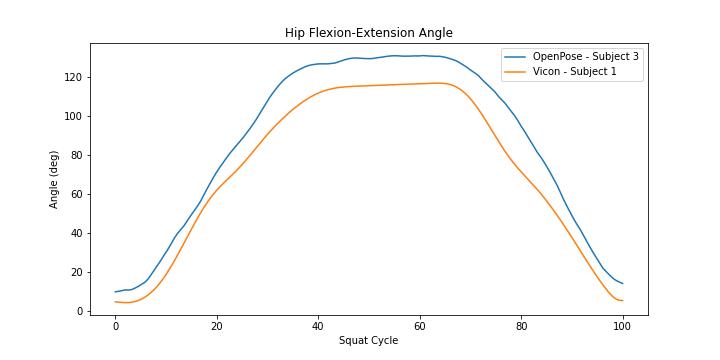 Hip Flexion-Extension Angle
OpenPose - Subject 3
Vicon - Subject 1
Angle (deg)
120
100
80
60
40
20
0
0 20 40 60 80 100
Squat Cycle